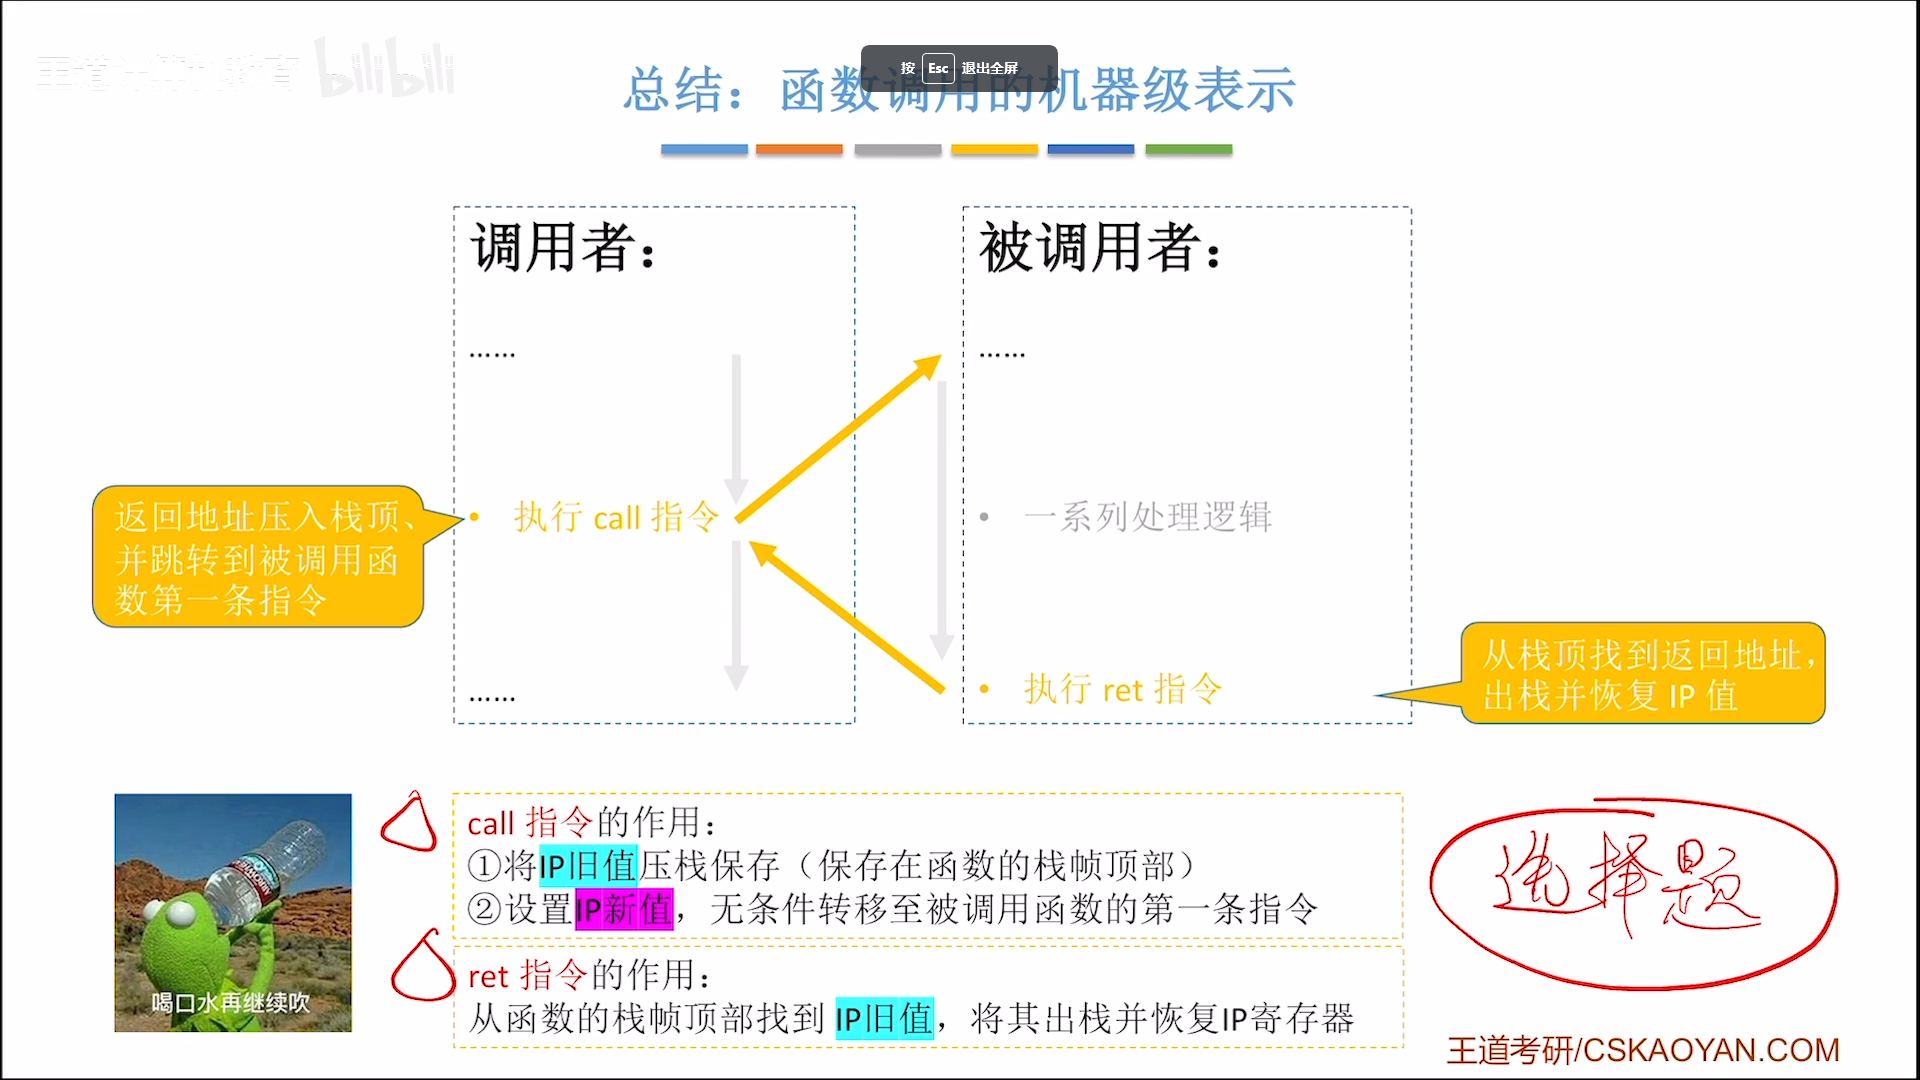 bilibili
按 Esc 退出全屏
总结：函数调用的机器级表示
调用者：
……
• 执行 call 指令
……
返回地址压入栈顶、
并跳转到被调用函
数第一条指令
被调用者：
……
• 一系列处理逻辑
• 执行 ret 指令
从栈顶找到返回地址，
出栈并恢复 IP 值
喝口水再继续吹
call 指令的作用：
①将IP旧值压栈保存（保存在函数的栈帧顶部）
②设置IP新值，无条件转移至被调用函数的第一条指令
ret 指令的作用：
从函数的栈帧顶部找到 IP旧值，将其出栈并恢复IP寄存器
选择题
王道考研/CSKAOYAN.COM